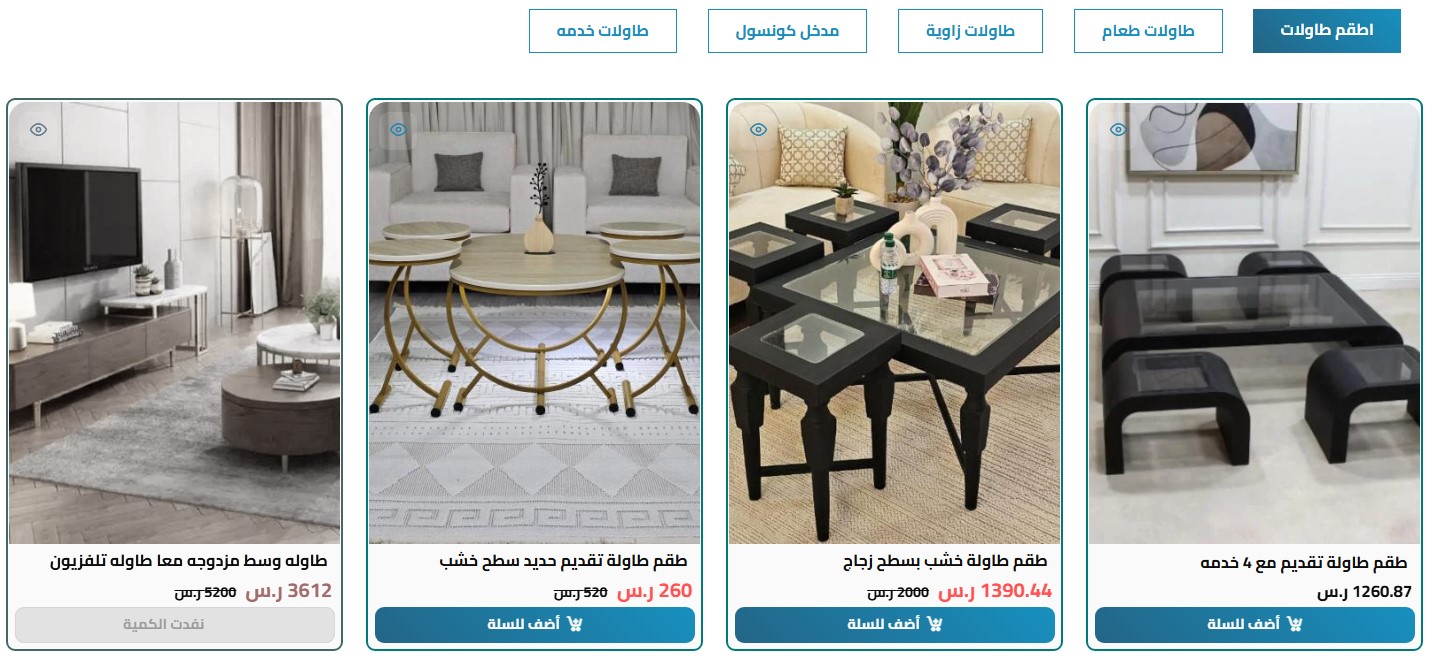 اطقم طاولات
طاولات طعام
طاولات زاوية
مدخل كونسول
طاولات خدمه
طقم طاولة تقديم مع 4 خدمه
1260.87 ر.س
أضف للسلة
طقم طاولة خشب بسطح زجاج
1390.44 ر.س 2000 ر.س
أضف للسلة
طقم طاولة تقديم حديد سطح خشب
260 ر.س 520 ر.س
أضف للسلة
طاوله وسط مزدوجه معا طاوله تلفزيون
3612 ر.س 5200 ر.س
نفدت الكمية